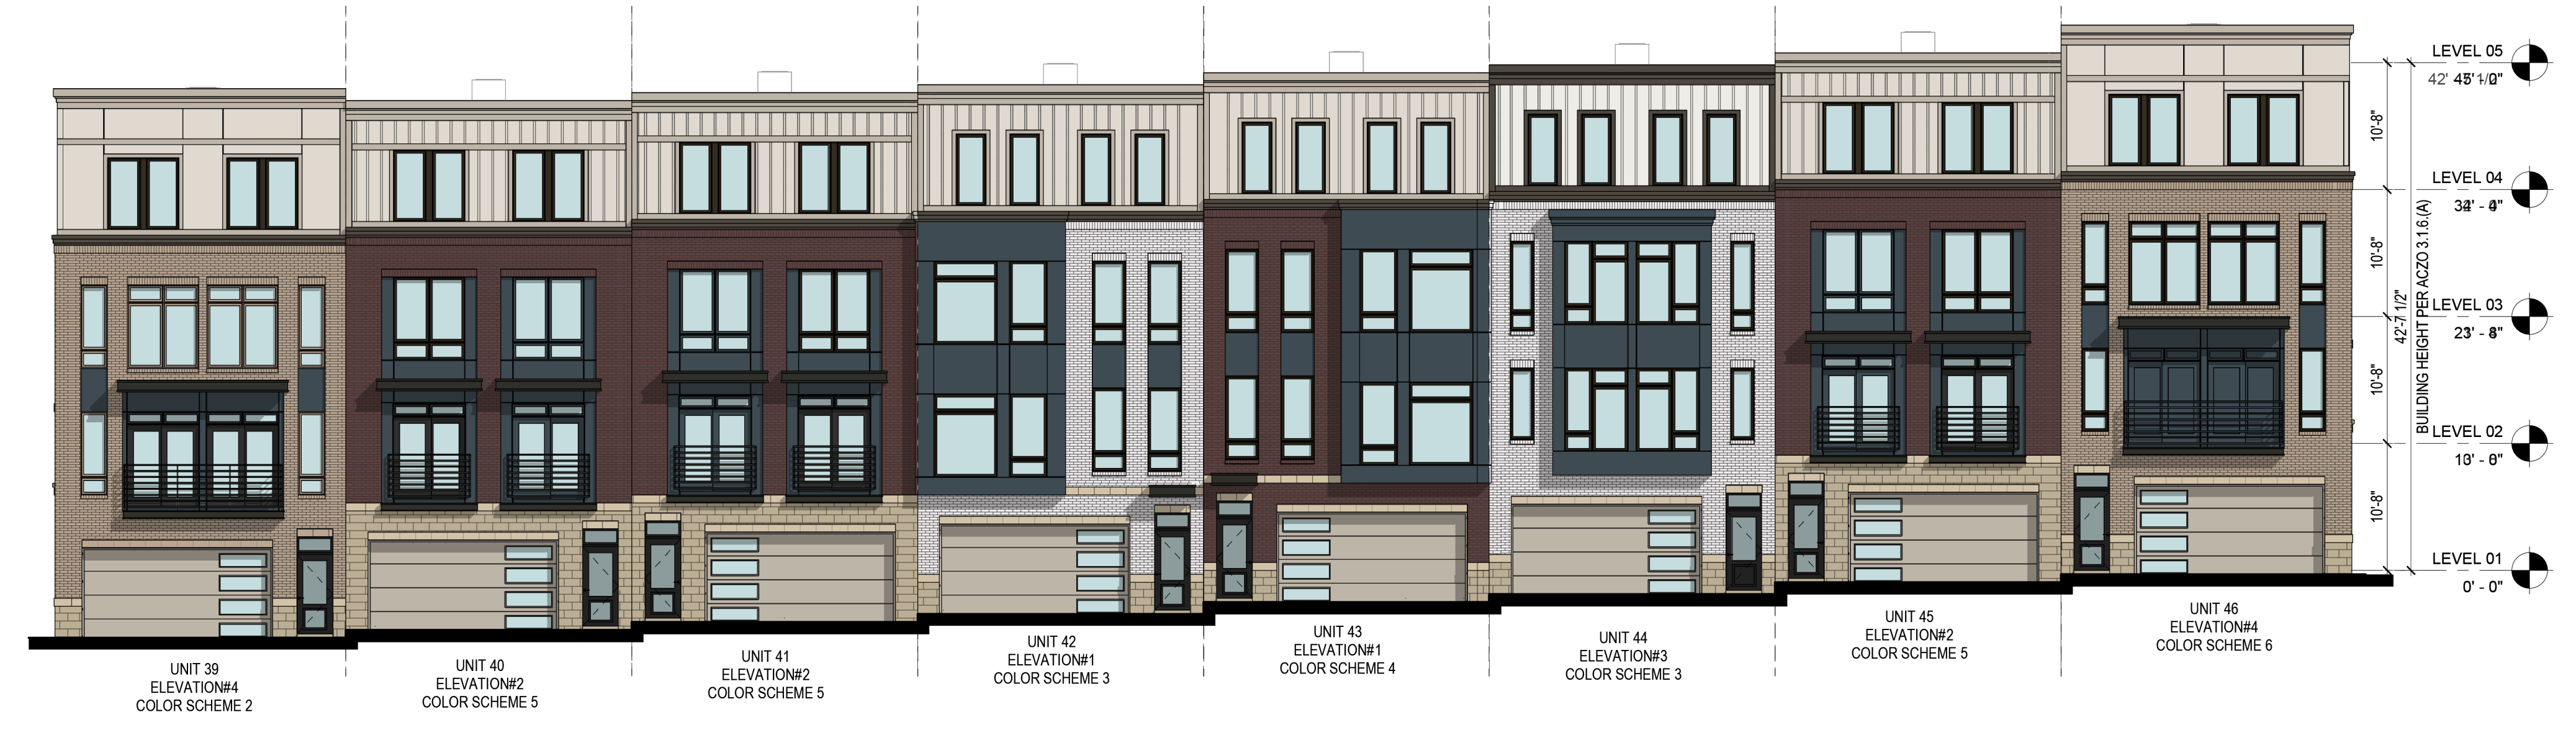 UNIT 39
ELEVATION#4
COLOR SCHEME 2
UNIT 40
ELEVATION#2
COLOR SCHEME 5
UNIT 41
ELEVATION#2
COLOR SCHEME 5
UNIT 42
ELEVATION#1
COLOR SCHEME 3
UNIT 43
ELEVATION#1
COLOR SCHEME 4
UNIT 44
ELEVATION#3
COLOR SCHEME 3
UNIT 45
ELEVATION#2
COLOR SCHEME 5
UNIT 46
ELEVATION#4
COLOR SCHEME 6
10'-8"
10'-8"
10'-8"
10'-8"
42'-7 1/2"
BUILDING HEIGHT PER ACZO 3.1.6.(A)
LEVEL 05
LEVEL 04
LEVEL 03
LEVEL 02
LEVEL 01
0' - 0"